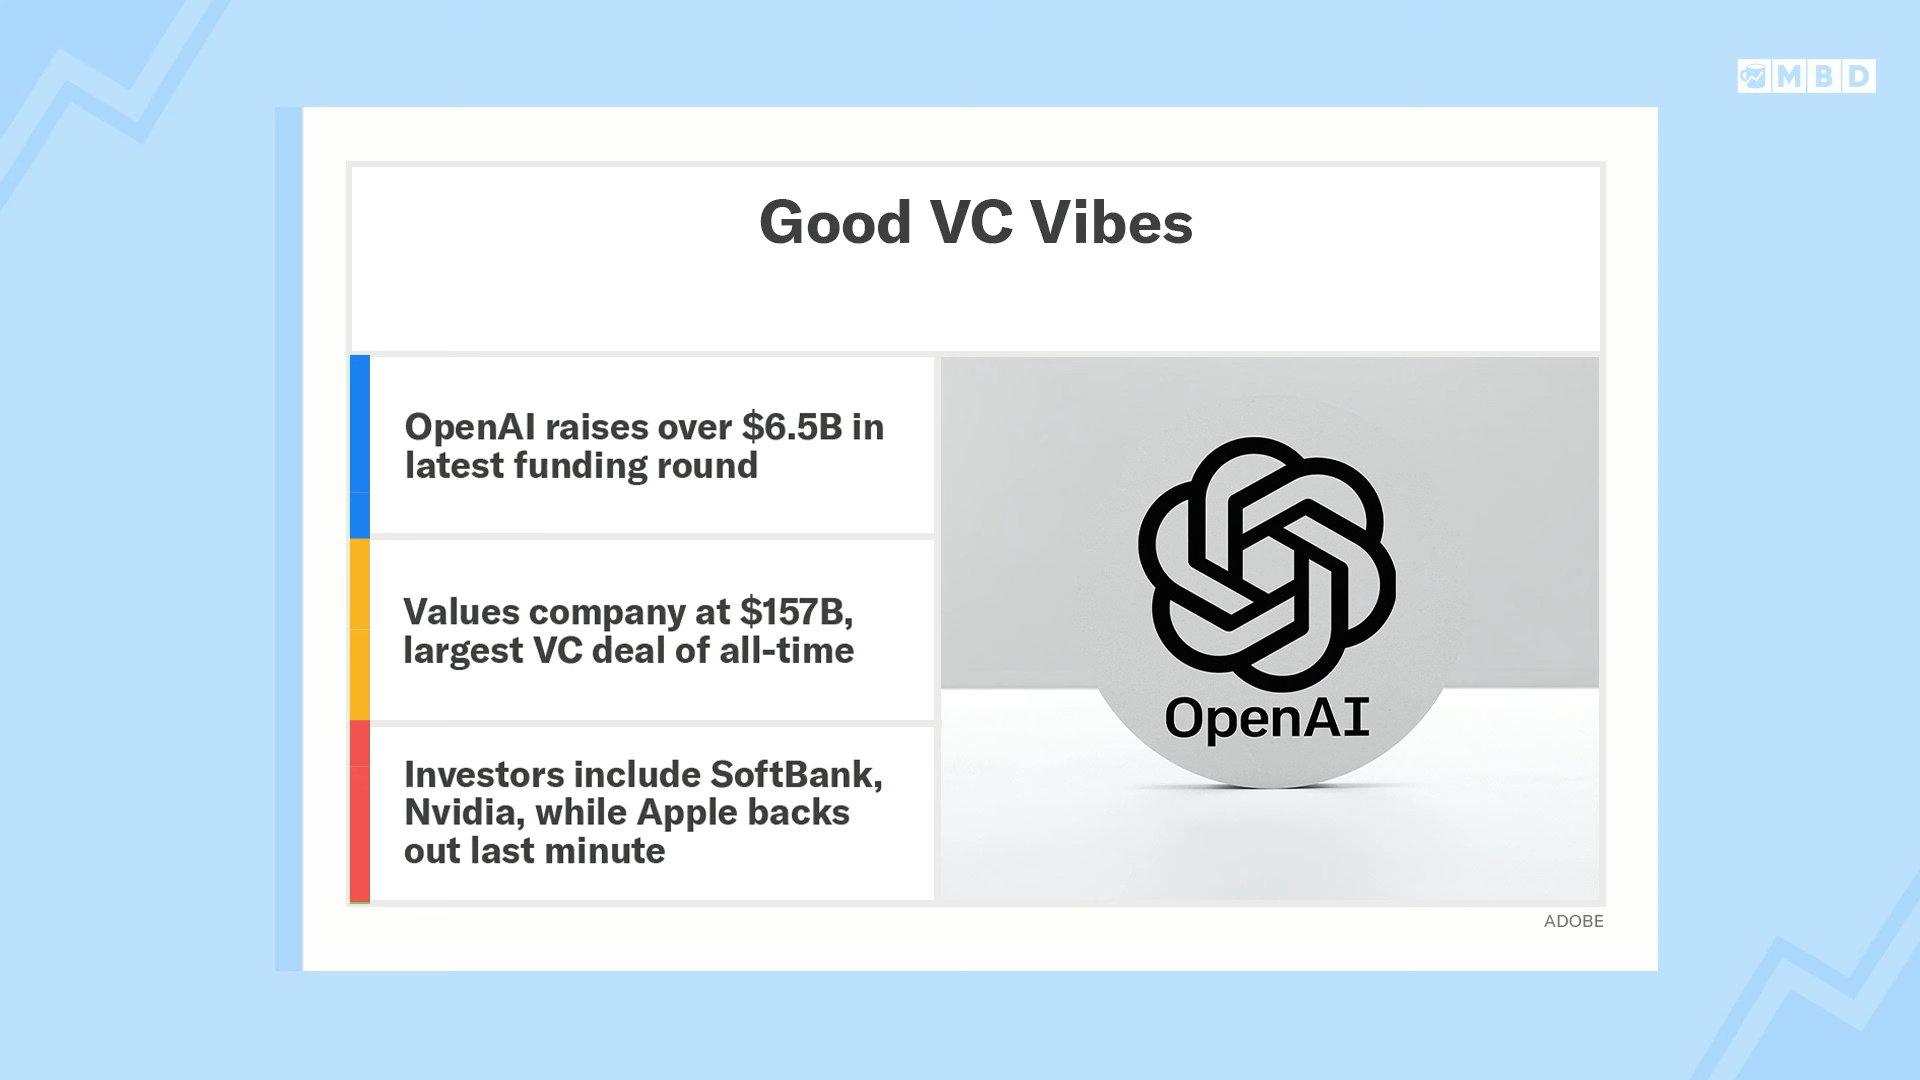 MBD
Good VC Vibes
OpenAI raises over $6.5B in
latest funding round
Values company at $157B,
largest VC deal of all-time
Investors include SoftBank,
Nvidia, while Apple backs
out last minute
OpenAI
ADOBE